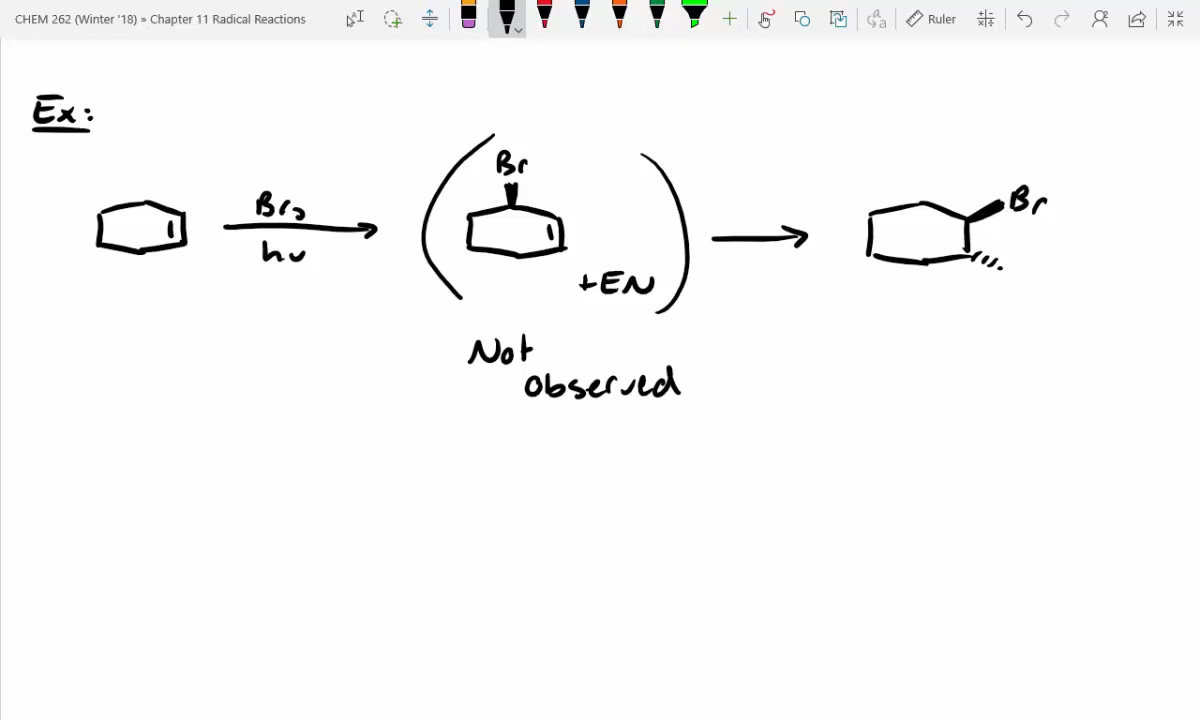 CHEM 262 (Winter '18) » Chapter 11 Radical Reactions
Ruler
Ex:
Br₂
hν
Br
+EN
Br
Not
observed